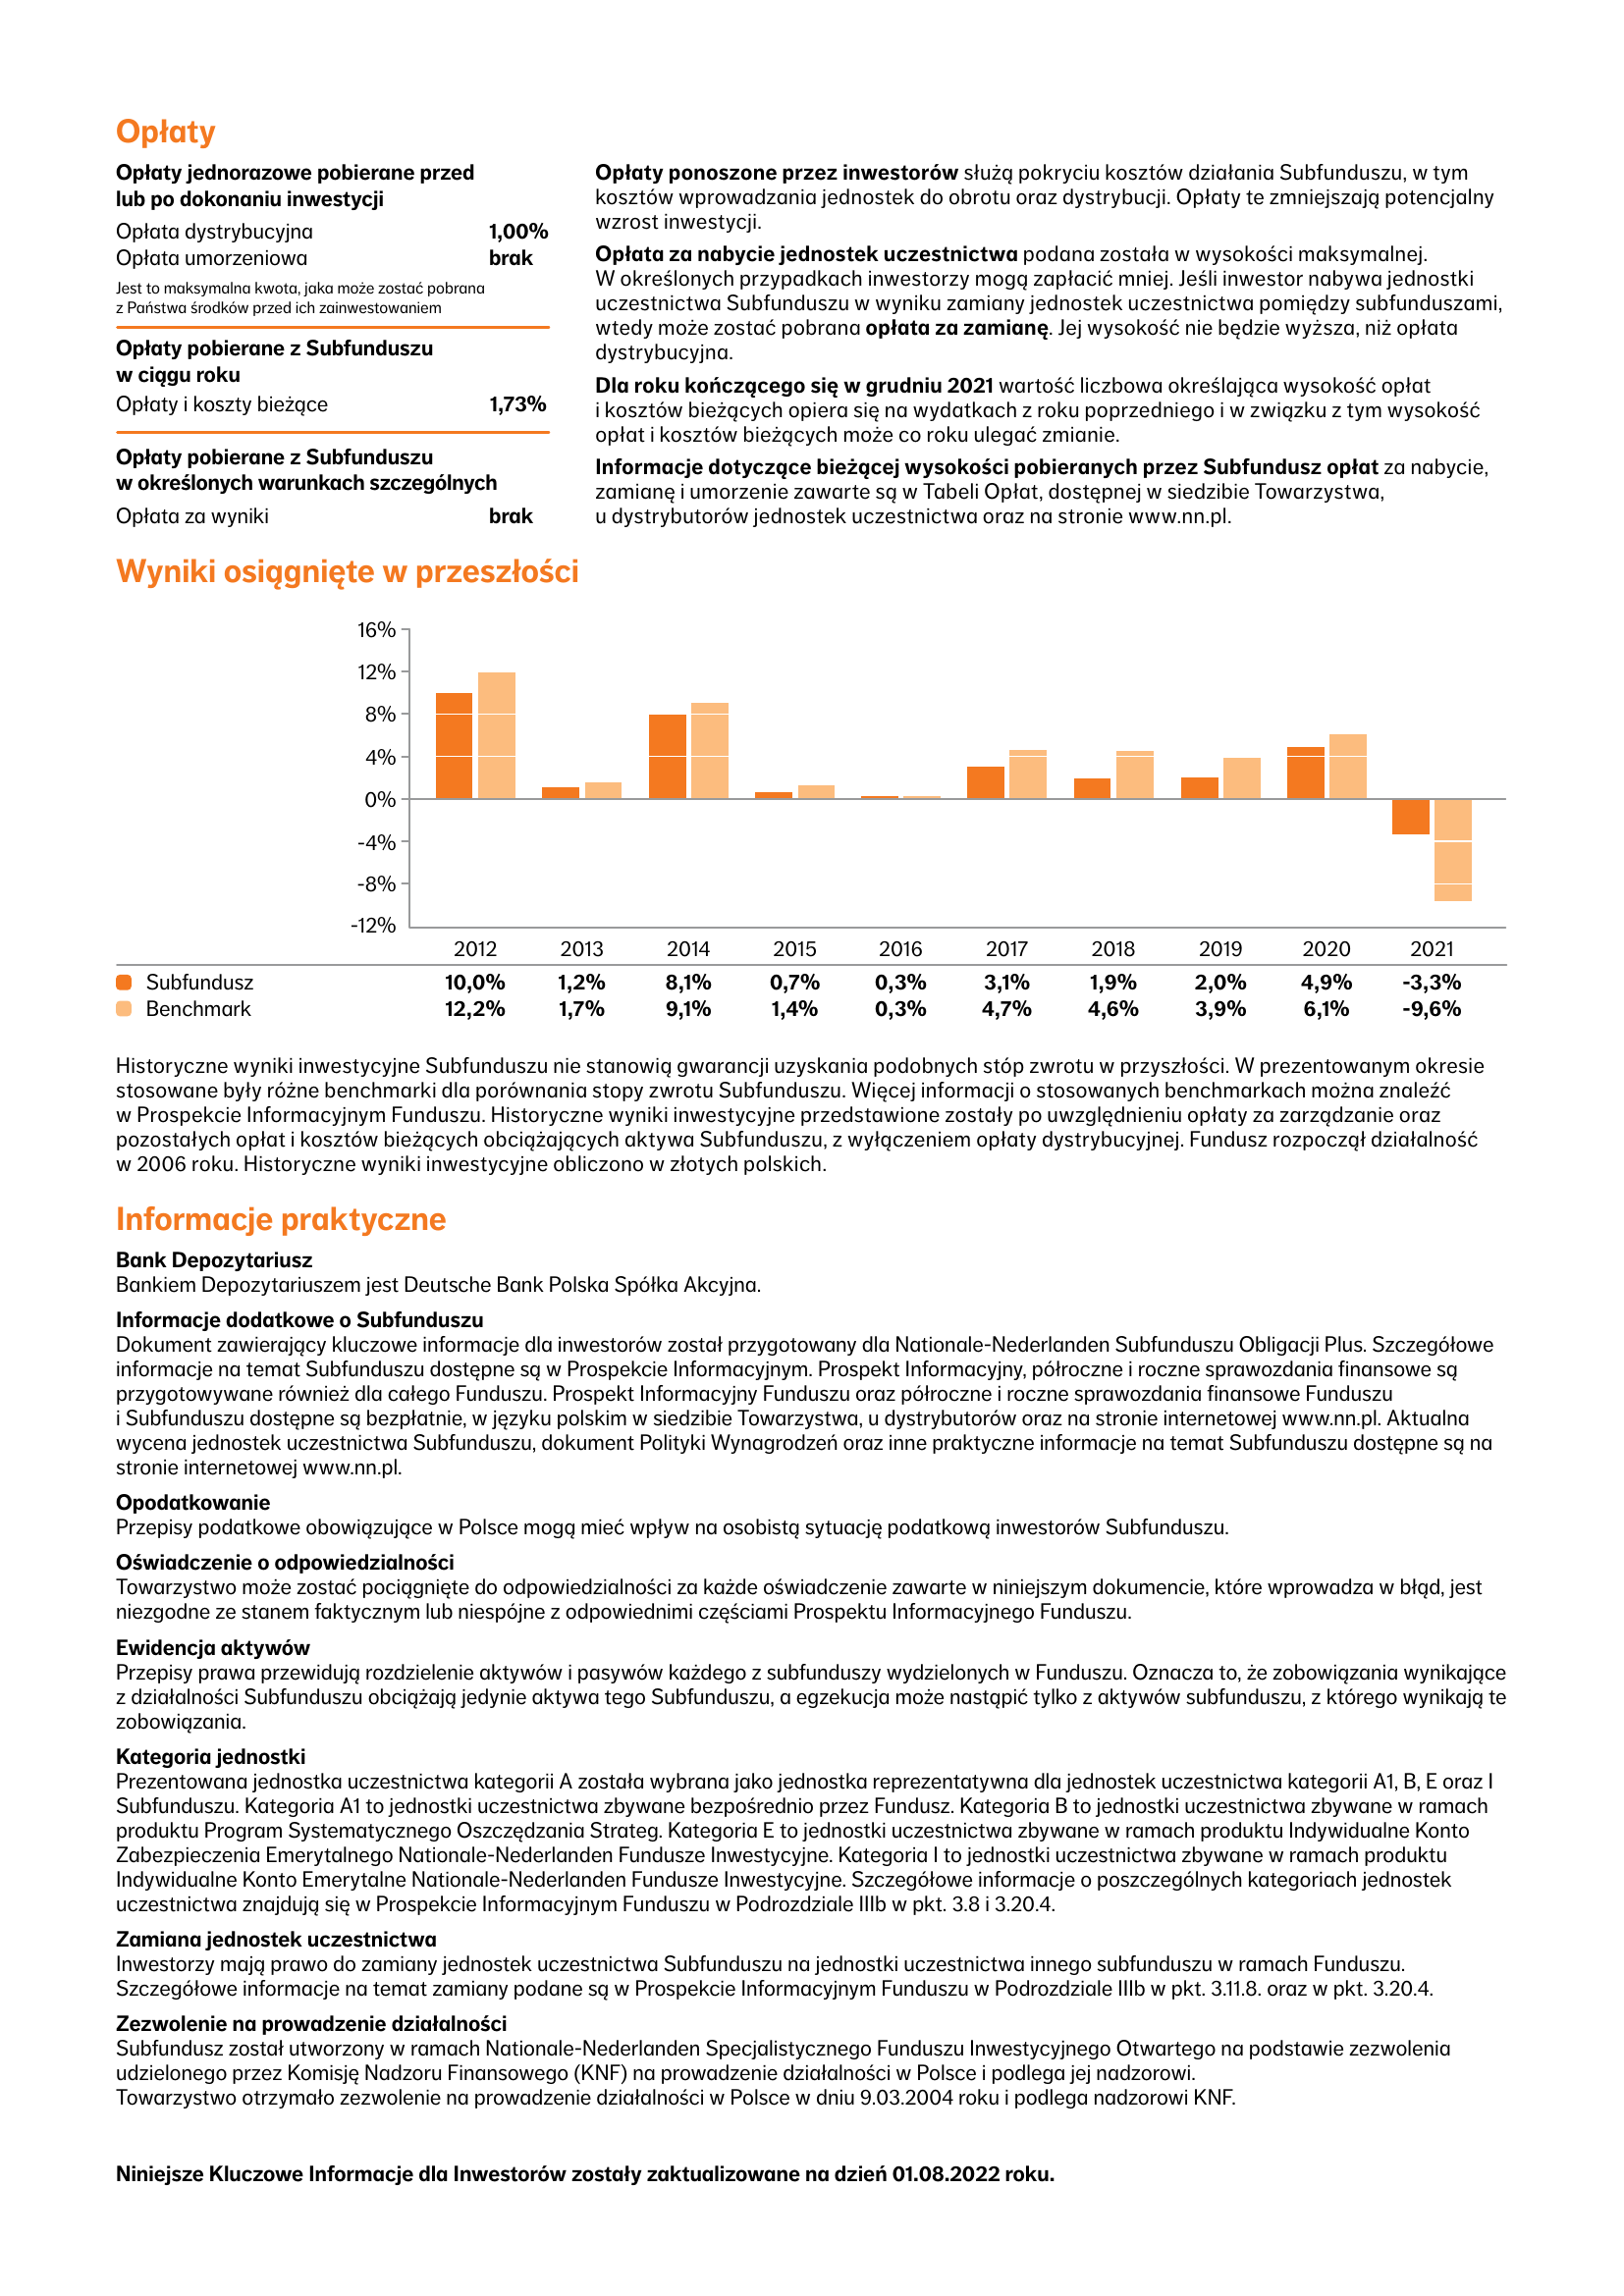 Opłaty
Opłaty jednorazowe pobierane przed
lub po dokonaniu inwestycji
Opłata dystrybucyjna 1,00%
Opłata umorzeniowa brak
Jest to maksymalna kwota, jaka może zostać pobrana
z Państwa środków przed ich zainwestowaniem
Opłaty pobierane z Subfunduszu
w ciągu roku
Opłaty i koszty bieżące 1,73%
Opłaty pobierane z Subfunduszu
w określonych warunkach szczególnych
Opłata za wyniki brak
Opłaty ponoszone przez inwestorów służą pokryciu kosztów działania Subfunduszu, w tym
kosztów wprowadzania jednostek do obrotu oraz dystrybucji. Opłaty te zmniejszają potencjalny
wzrost inwestycji.
Opłata za nabycie jednostek uczestnictwa podana została w wysokości maksymalnej.
W określonych przypadkach inwestorzy mogą zapłacić mniej. Jeśli inwestor nabywa jednostki
uczestnictwa Subfunduszu w wyniku zamiany jednostek uczestnictwa pomiędzy subfunduszami,
wtedy może zostać pobrana opłata za zamianę. Jej wysokość nie będzie wyższa, niż opłata
dystrybucyjna.
Dla roku kończącego się w grudniu 2021 wartość liczbowa określająca wysokość opłat
i kosztów bieżących opiera się na wydatkach z roku poprzedniego i w związku z tym wysokość
opłat i kosztów bieżących może co roku ulegać zmianie.
Informacje dotyczące bieżącej wysokości pobieranych przez Subfundusz opłat za nabycie,
zamianę i umorzenie zawarte są w Tabeli Opłat, dostępnej w siedzibie Towarzystwa,
u dystrybutorów jednostek uczestnictwa oraz na stronie www.nn.pl.
Wyniki osiągnięte w przeszłości
16%
12%
8%
4%
0%
-4%
-8%
-12%
2012 2013 2014 2015 2016 2017 2018 2019 2020 2021
Subfundusz 10,0% 1,2% 8,1% 0,7% 0,3% 3,1% 1,9% 2,0% 4,9% -3,3%
Benchmark 12,2% 1,7% 9,1% 1,4% 0,3% 4,7% 4,6% 3,9% 6,1% -9,6%
Historyczne wyniki inwestycyjne Subfunduszu nie stanowią gwarancji uzyskania podobnych stóp zwrotu w przyszłości. W prezentowanym okresie
stosowane były różne benchmarki dla porównania stopy zwrotu Subfunduszu. Więcej informacji o stosowanych benchmarkach można znaleźć
w Prospekcie Informacyjnym Funduszu. Historyczne wyniki inwestycyjne przedstawione zostały po uwzględnieniu opłaty za zarządzanie oraz
pozostałych opłat i kosztów bieżących obciążających aktywa Subfunduszu, z wyłączeniem opłaty dystrybucyjnej. Fundusz rozpoczął działalność
w 2006 roku. Historyczne wyniki inwestycyjne obliczono w złotych polskich.
Informacje praktyczne
Bank Depozytariusz
Bankiem Depozytariuszem jest Deutsche Bank Polska Spółka Akcyjna.
Informacje dodatkowe o Subfunduszu
Dokument zawierający kluczowe informacje dla inwestorów został przygotowany dla Nationale-Nederlanden Subfunduszu Obligacji Plus. Szczegółowe
informacje na temat Subfunduszu dostępne są w Prospekcie Informacyjnym. Prospekt Informacyjny, półroczne i roczne sprawozdania finansowe są
przygotowywane również dla całego Funduszu. Prospekt Informacyjny Funduszu oraz półroczne i roczne sprawozdania finansowe Funduszu
i Subfunduszu dostępne są bezpłatnie, w języku polskim w siedzibie Towarzystwa, u dystrybutorów oraz na stronie internetowej www.nn.pl. Aktualna
wycena jednostek uczestnictwa Subfunduszu, dokument Polityki Wynagrodzeń oraz inne praktyczne informacje na temat Subfunduszu dostępne są na
stronie internetowej www.nn.pl.
Opodatkowanie
Przepisy podatkowe obowiązujące w Polsce mogą mieć wpływ na osobistą sytuację podatkową inwestorów Subfunduszu.
Oświadczenie o odpowiedzialności
Towarzystwo może zostać pociągnięte do odpowiedzialności za każde oświadczenie zawarte w niniejszym dokumencie, które wprowadza w błąd, jest
niezgodne ze stanem faktycznym lub niespójne z odpowiednimi częściami Prospektu Informacyjnego Funduszu.
Ewidencja aktywów
Przepisy prawa przewidują rozdzielenie aktywów i pasywów każdego z subfunduszy wydzielonych w Funduszu. Oznacza to, że zobowiązania wynikające
z działalności Subfunduszu obciążają jedynie aktywa tego Subfunduszu, a egzekucja może nastąpić tylko z aktywów subfunduszu, z którego wynikają te
zobowiązania.
Kategoria jednostki
Prezentowana jednostka uczestnictwa kategorii A została wybrana jako jednostka reprezentatywna dla jednostek uczestnictwa kategorii A1, B, E oraz I
Subfunduszu. Kategoria A1 to jednostki uczestnictwa zbywane bezpośrednio przez Fundusz. Kategoria B to jednostki uczestnictwa zbywane w ramach
produktu Program Systematycznego Oszczędzania Strateg. Kategoria E to jednostki uczestnictwa zbywane w ramach produktu Indywidualne Konto
Zabezpieczenia Emerytalnego Nationale-Nederlanden Fundusze Inwestycyjne. Kategoria I to jednostki uczestnictwa zbywane w ramach produktu
Indywidualne Konto Emerytalne Nationale-Nederlanden Fundusze Inwestycyjne. Szczegółowe informacje o poszczególnych kategoriach jednostek
uczestnictwa znajdują się w Prospekcie Informacyjnym Funduszu w Podrozdziale IIIb w pkt. 3.8 i 3.20.4.
Zamiana jednostek uczestnictwa
Inwestorzy mają prawo do zamiany jednostek uczestnictwa Subfunduszu na jednostki uczestnictwa innego subfunduszu w ramach Funduszu.
Szczegółowe informacje na temat zamiany podane są w Prospekcie Informacyjnym Funduszu w Podrozdziale IIIb w pkt. 3.11.8. oraz w pkt. 3.20.4.
Zezwolenie na prowadzenie działalności
Subfundusz został utworzony w ramach Nationale-Nederlanden Specjalistycznego Funduszu Inwestycyjnego Otwartego na podstawie zezwolenia
udzielonego przez Komisję Nadzoru Finansowego (KNF) na prowadzenie działalności w Polsce i podlega jej nadzorowi.
Towarzystwo otrzymało zezwolenie na prowadzenie działalności w Polsce w dniu 9.03.2004 roku i podlega nadzorowi KNF.
Niniejsze Kluczowe Informacje dla Inwestorów zostały zaktualizowane na dzień 01.08.2022 roku.